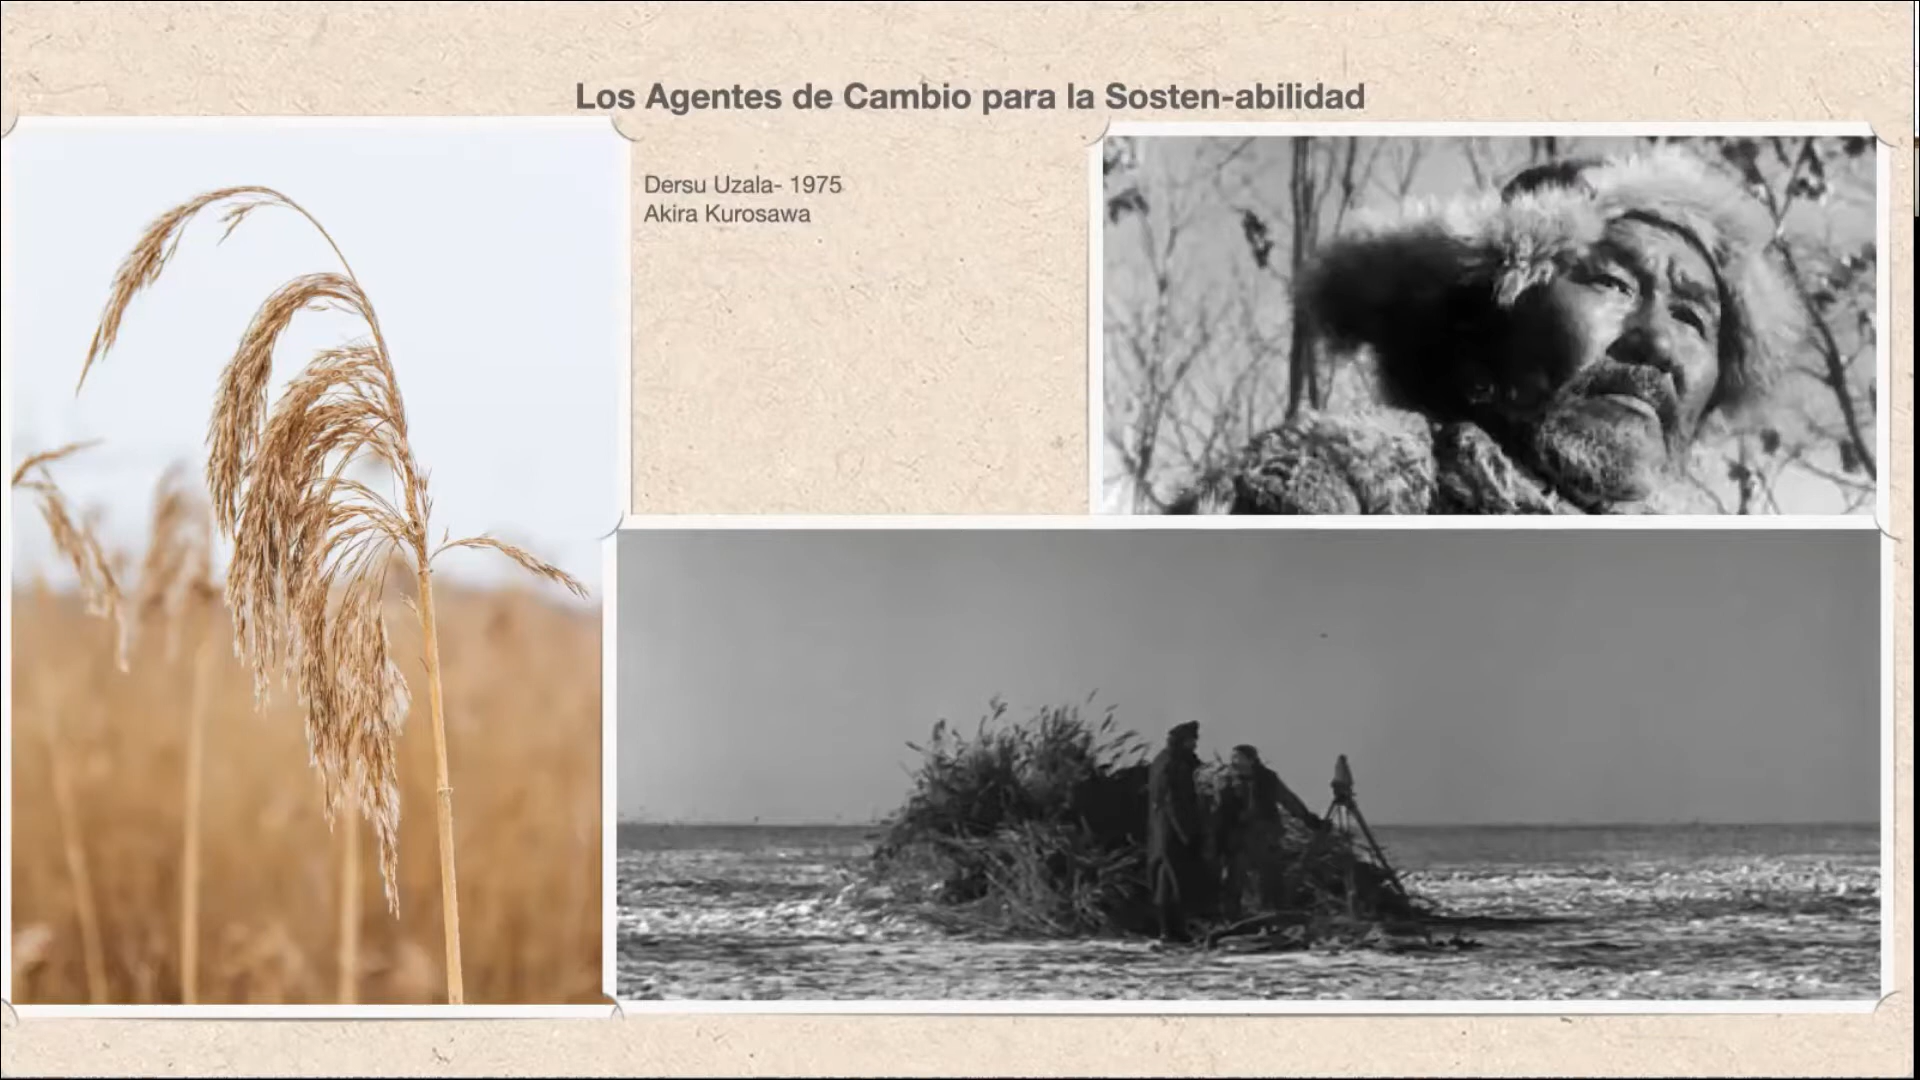 Los Agentes de Cambio para la Sosten-abilidad
Dersu Uzala- 1975
Akira Kurosawa